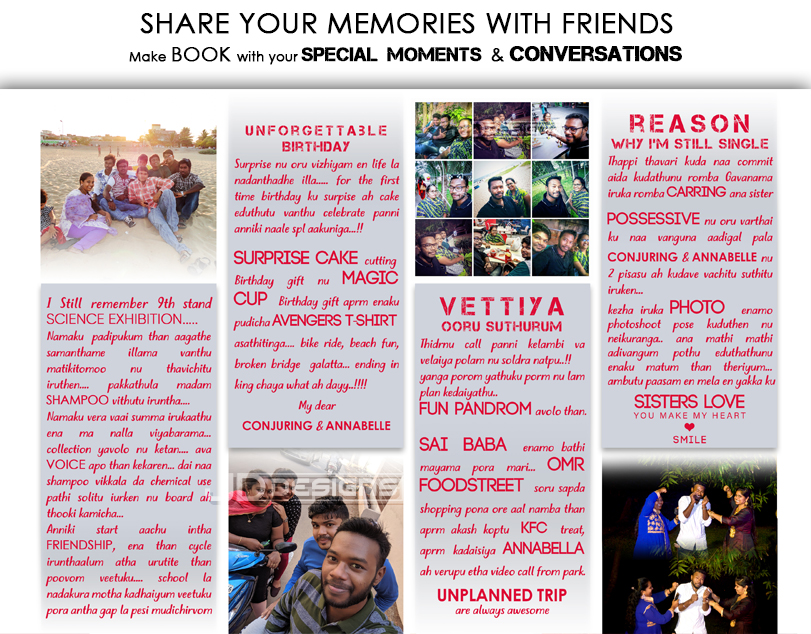 SHARE YOUR MEMORIES WITH FRIENDS
Make BOOK with your SPECIAL MOMENTS & CONVERSATIONS
I Still remember 9th stand
SCIENCE EXHIBITION.....
Namaku padipukum than aagathe
samanthame illama vanthu
matikitomoo nu thavichitu
iruthen.... pakkathula madam
SHAMPOO vithutu iruntha....
Namaku vera vaai summa irukaathu
ena ma nalla viyabarama...
collection yavolo nu ketan.... ava
VOICE apo than kekaren... dai naa
shampoo vikkala da chemical use
pathi solitu iurken nu board al
thooki kamicha...
Anniki start aachu intha
FRIENDSHIP, ena than cycle
irunthaalum atha urutite than
poovom veetuku.... school la
nadakura motha kadhaiyum veetuku
pora antha gap la pesi mudichirvom
UNFORGETTABLE
BIRTHDAY
Surprise nu oru vizhiyam en life la
nadanthadhe illa..... for the first
time birthday ku surpise ah cake
eduthutu vanthu celebrate panni
anniki naale spl aakuniga...!!
SURPRISE CAKE cutting
Birthday gift nu MAGIC
CUP Birthday gift aprm enaku
pudicha AVENGERS T-SHIRT
asathitinga.... bike ride, beach fun,
broken bridge galatta... ending in
king chaya what ah dagy..!!!!
My dear
CONJURING & ANNABELLE
JD DESIGNS
VETTIYA
OORU SUTHURUM
Thidrnu call panni kelambi va
velaiya polam nu soldra natpu..!!
yanga porom yathuku porm nu lam
plan kedaiyathu..
FUN PANDROM avolo than.
SAI BABA enamo bathi
mayama pora mari... OMR
FOODSTREET soru sapda
shopping pona ore aal namba than
aprm akash koptu KFC treat,
aprm kadaisiya ANNABELLA
ah verupu etha video call from park.
UNPLANNED TRIP
are always awesome
REASON
WHY I'M STILL SINGLE
Thappi thavari kuda naa commit
aida kudathunu romba Gavanama
iruka romba CARRING ana sister
POSSESSIVE nu oru varthai
ku naa vanguna aadigal pala
CONJURING & ANNABELLE nu
2 pisasu ah kudave vachitu suthitu
iruken...
kezha iruka PHOTO enamo
photoshoot pose kuduthen nu
neikuranga.. ana mathi mathi
adivangum pothu eduthathunu
enaku matum than theriyum...
ambutu paasam en mela en yakka ku
SISTERS LOVE
YOU MAKE MY HEART
SMILE